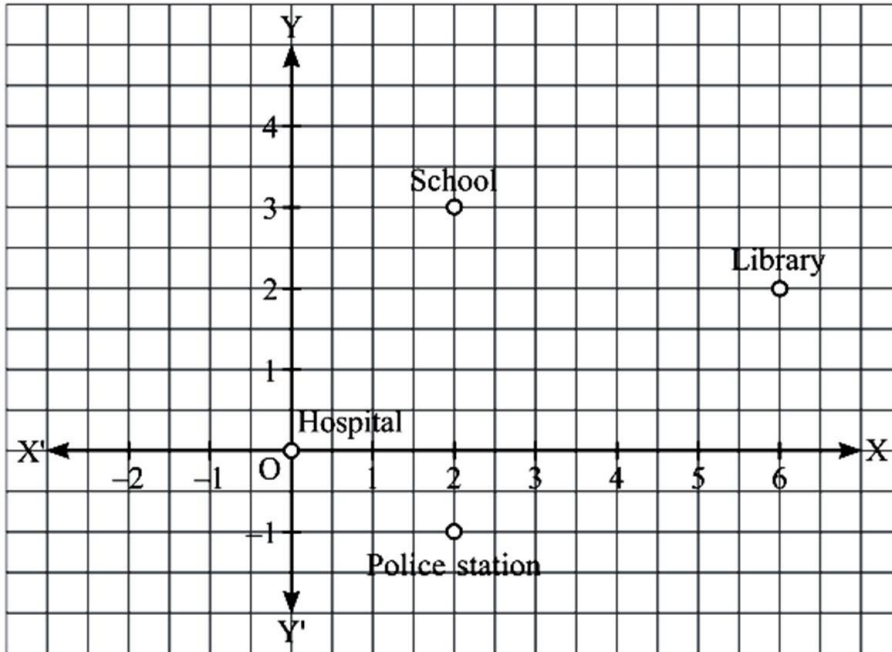 Y
4
School
3
Library
2
1
Hospital
X'
X
O
–2
–1
1
2
3
4
5
6
–1
Police station
Y'